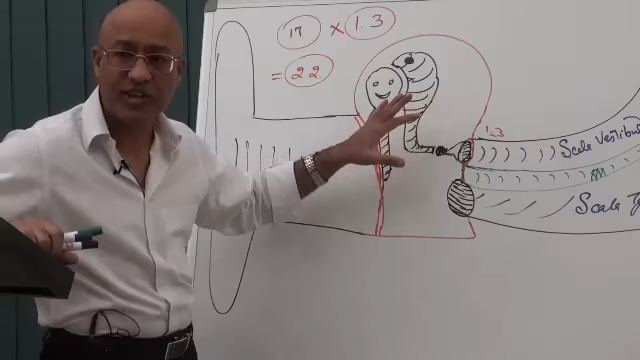 17 × 1.3
= 22
1.3
Scala Vestibu
Scala Ty